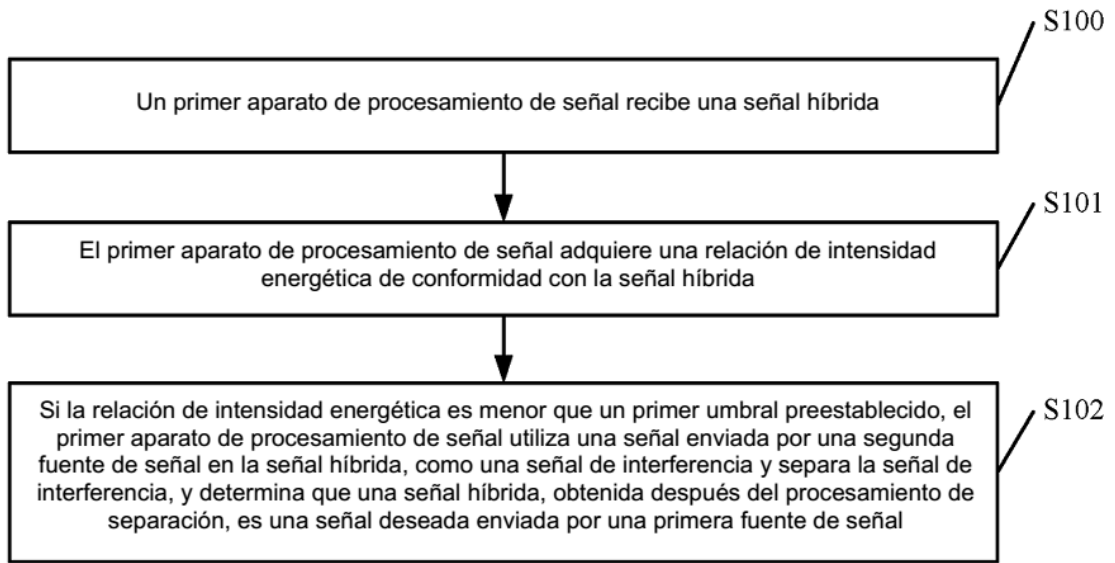 S100
Un primer aparato de procesamiento de señal recibe una señal híbrida
S101
El primer aparato de procesamiento de señal adquiere una relación de intensidad
energética de conformidad con la señal híbrida
S102
Si la relación de intensidad energética es menor que un primer umbral preestablecido, el
primer aparato de procesamiento de señal utiliza una señal enviada por una segunda
fuente de señal en la señal híbrida, como una señal de interferencia y separa la señal de
interferencia, y determina que una señal híbrida, obtenida después del procesamiento de
separación, es una señal deseada enviada por una primera fuente de señal